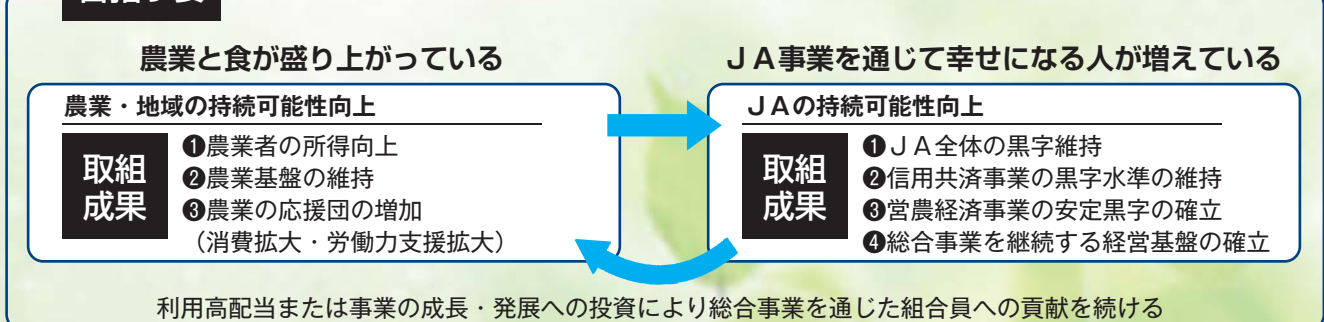 農業と食が盛り上がっている
農業・地域の持続可能性向上
取組
成果
❶農業者の所得向上
❷農業基盤の維持
❸農業の応援団の増加
（消費拡大・労働力支援拡大）
ＪＡ事業を通じて幸せになる人が増えている
ＪＡの持続可能性向上
取組
成果
❶ＪＡ全体の黒字維持
❷信用共済事業の黒字水準の維持
❸営農経済事業の安定黒字の確立
❹総合事業を継続する経営基盤の確立
利用高配当または事業の成長・発展への投資により総合事業を通じた組合員への貢献を続ける